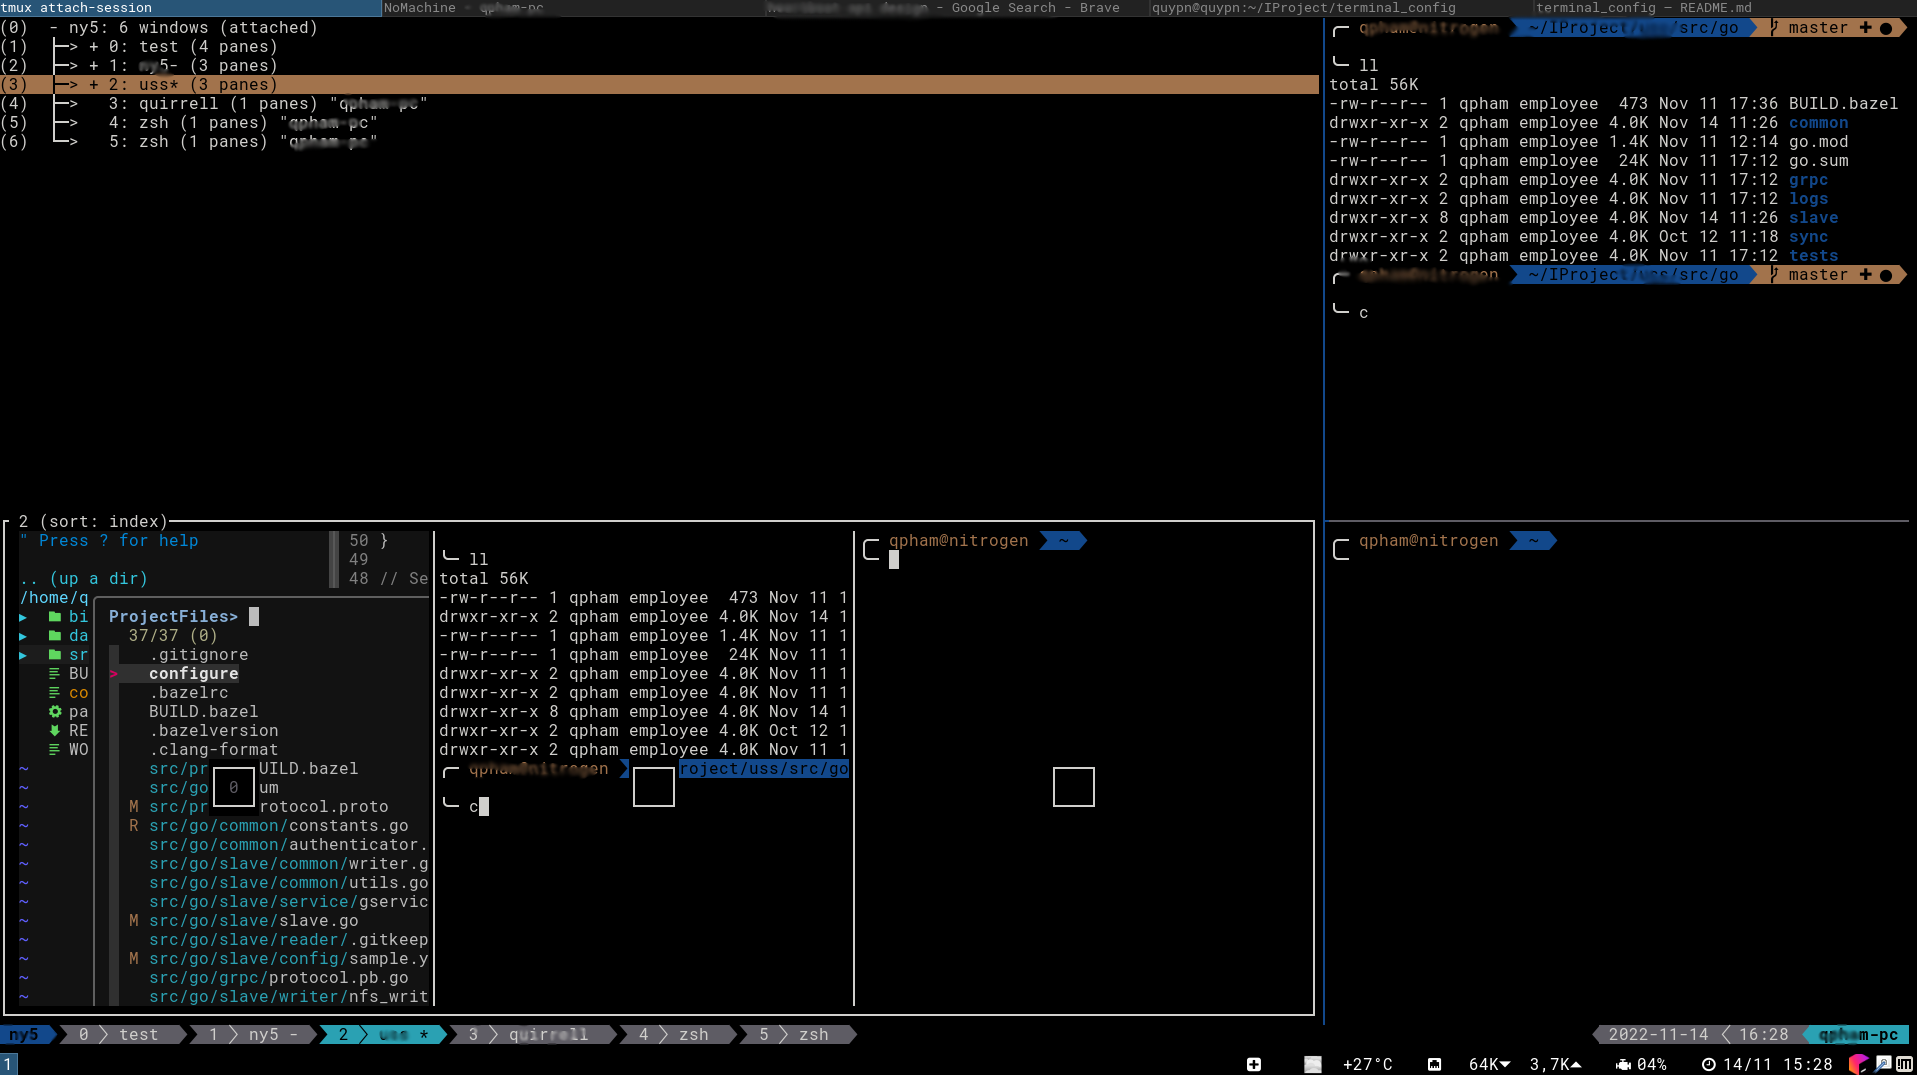 tmux attach-session NoMachine - qpham-pc - Google Search - Brave quypn@quypn:~/IProject/terminal_config terminal_config — README.md
(0) - ny5: 6 windows (attached)
(1) ├─> + 0: test (4 panes)
(2) ├─> + 1: ny5- (3 panes)
(3) ├─> + 2: uss* (3 panes)
(4) ├─> 3: quirrell (1 panes) "qpham-pc"
(5) ├─> 4: zsh (1 panes) "qpham-pc"
(6) └─> 5: zsh (1 panes) "qpham-pc"
qpham@nitrogen ~/IProject/uss/src/go master ✚ ●
ll
total 56K
-rw-r--r-- 1 qpham employee 473 Nov 11 17:36 BUILD.bazel
drwxr-xr-x 2 qpham employee 4.0K Nov 14 11:26 common
-rw-r--r-- 1 qpham employee 1.4K Nov 11 12:14 go.mod
-rw-r--r-- 1 qpham employee 24K Nov 11 17:12 go.sum
drwxr-xr-x 2 qpham employee 4.0K Nov 11 17:12 grpc
drwxr-xr-x 2 qpham employee 4.0K Nov 11 17:12 logs
drwxr-xr-x 8 qpham employee 4.0K Nov 14 11:26 slave
drwxr-xr-x 2 qpham employee 4.0K Oct 12 11:18 sync
drwxr-xr-x 2 qpham employee 4.0K Nov 11 17:12 tests
qpham@nitrogen ~/IProject/uss/src/go master ✚ ●
c
2 (sort: index)
" Press ? for help
.. (up a dir)
/home/q
▸ bi
▸ da
▸ sr
BU
co
pa
RE
WO
~
~
~
~
~
~
~
~
~
~
~
~
~
50 }
49
48 // Se
ProjectFiles>
37/37 (0)
.gitignore
> configure
.bazelrc
BUILD.bazel
.bazelversion
.clang-format
src/pr UILD.bazel
src/go 0 um
M src/pr rotocol.proto
R src/go/common/constants.go
src/go/common/authenticator.
src/go/slave/common/writer.g
src/go/slave/common/utils.go
src/go/slave/service/gservic
M src/go/slave/slave.go
src/go/slave/reader/.gitkeep
M src/go/slave/config/sample.y
src/go/grpc/protocol.pb.go
src/go/slave/writer/nfs_writ
ll
total 56K
-rw-r--r-- 1 qpham employee 473 Nov 11 1
drwxr-xr-x 2 qpham employee 4.0K Nov 14 1
-rw-r--r-- 1 qpham employee 1.4K Nov 11 1
-rw-r--r-- 1 qpham employee 24K Nov 11 1
drwxr-xr-x 2 qpham employee 4.0K Nov 11 1
drwxr-xr-x 2 qpham employee 4.0K Nov 11 1
drwxr-xr-x 8 qpham employee 4.0K Nov 14 1
drwxr-xr-x 2 qpham employee 4.0K Oct 12 1
drwxr-xr-x 2 qpham employee 4.0K Nov 11 1
qpham@nitrogen roject/uss/src/go
c
qpham@nitrogen ~
qpham@nitrogen ~
ny5 0 test 1 ny5 - 2 uss * 3 quirrell 4 zsh 5 zsh 2022-11-14 16:28 qpham-pc
1 +27°C 64K▾ 3,7K▴ 04% 14/11 15:28